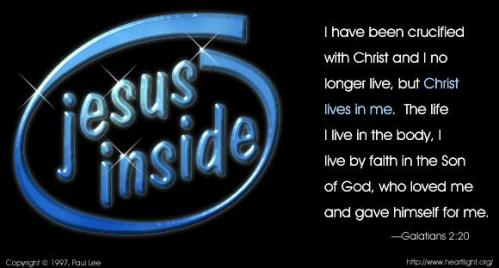 jesus
inside
I have been crucified
with Christ and I no
longer live, but Christ
lives in me.  The life
I live in the body, I
live by faith in the Son
of God, who loved me
and gave himself for me.
—Galatians 2:20
Copyright © 1997, Paul Lee
http://www.heartlight.org/